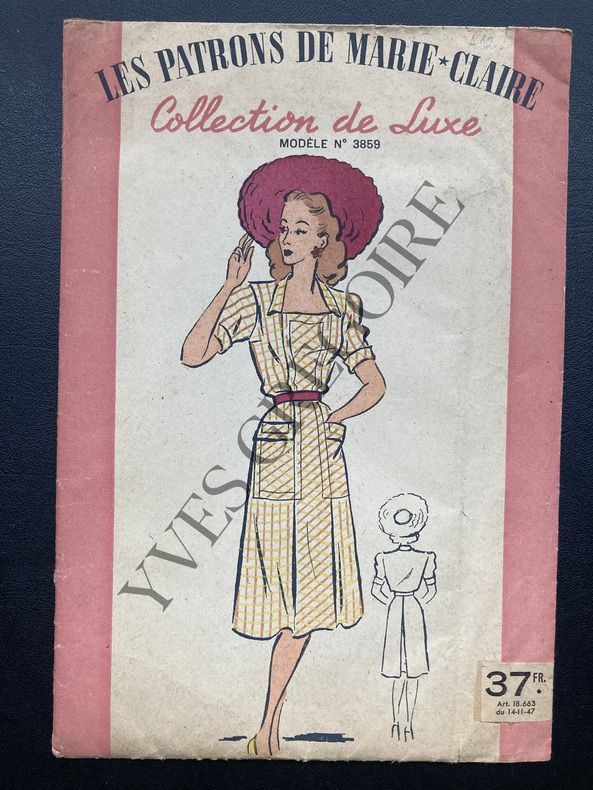 LES PATRONS DE MARIE★CLAIRE
Collection de Luxe
MODÈLE N° 3859
YVES GREGOIRE
37 FR.
Art. 18.663
du 14-11-47